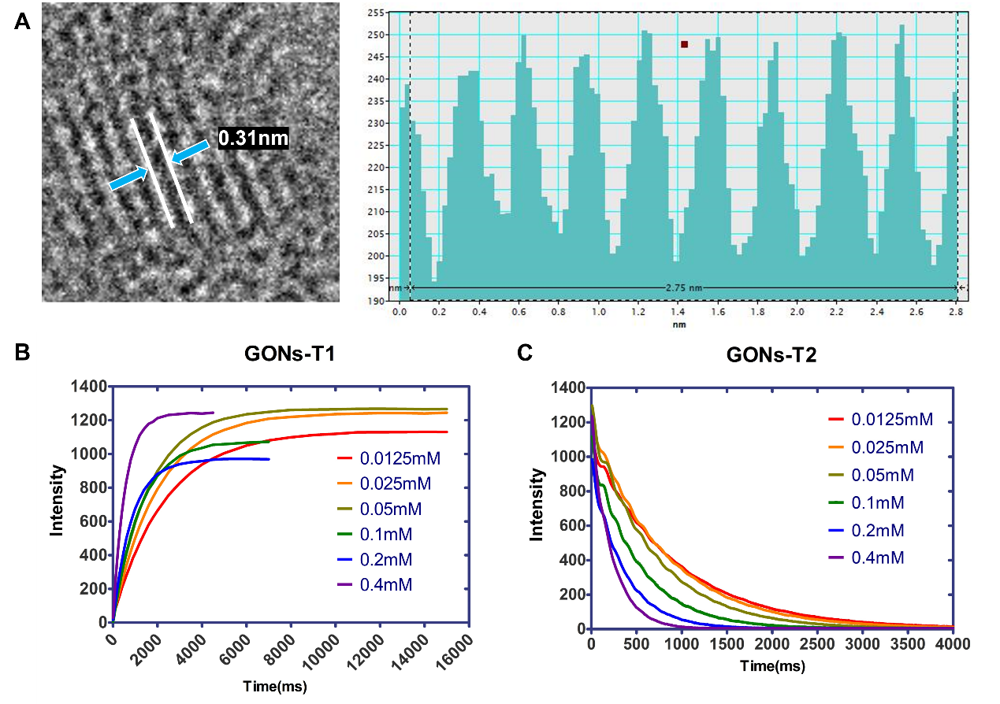 A
0.31nm
255
250
245
240
235
230
225
220
215
210
205
200
195
190
nm
2.75 nm
0.0 0.2 0.4 0.6 0.8 1.0 1.2 1.4 1.6 1.8 2.0 2.2 2.4 2.6 2.8
nm
B
GONs-T1
1400
1200
1000
800
600
400
200
0
Intensity
0.0125mM
0.025mM
0.05mM
0.1mM
0.2mM
0.4mM
0 2000 4000 6000 8000 10000 12000 14000 16000
Time(ms)
C
GONs-T2
1400
1200
1000
800
600
400
200
0
Intensity
0.0125mM
0.025mM
0.05mM
0.1mM
0.2mM
0.4mM
0 500 1000 1500 2000 2500 3000 3500 4000
Time(ms)